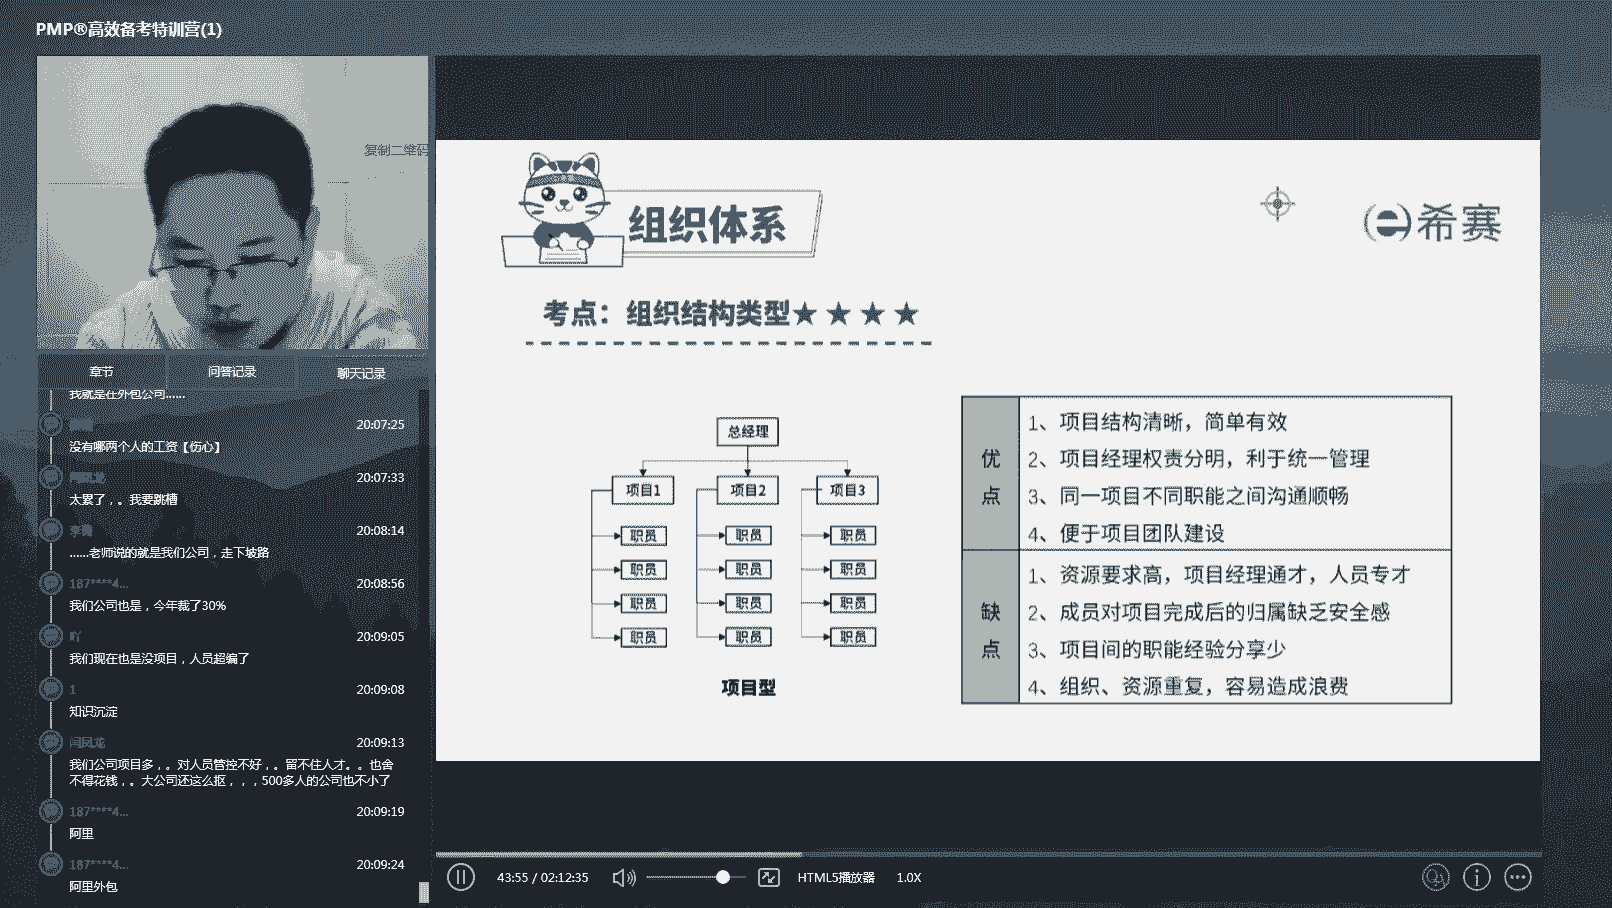 PMP®高效备考特训营(1)
复制二维码
章节
问答记录
聊天记录
我就是在外包公司......
20:07:25
没有哪两个人的工资【伤心】
20:07:33
太累了，。我要跳槽
20:08:14
......老师说的就是我们公司，走下坡路
187****4...
20:08:56
我们公司也是，今年裁了30%
吖
20:09:05
我们现在也是没项目，人员超编了
1
20:09:08
知识沉淀
闫凤龙
20:09:13
我们公司项目多，。对人员管控不好，。留不住人才。。也舍
不得花钱，。大公司还这么抠，，，500多人的公司也不小了
187****4...
20:09:19
阿里
187****4...
20:09:24
阿里外包
组织体系
希赛
考点：组织结构类型★★★★
总经理
项目1
项目2
项目3
职员
职员
职员
职员
职员
职员
职员
职员
职员
职员
职员
职员
项目型
优点
1、项目结构清晰，简单有效
2、项目经理权责分明，利于统一管理
3、同一项目不同职能之间沟通顺畅
4、便于项目团队建设
缺点
1、资源要求高，项目经理通才，人员专才
2、成员对项目完成后的归属缺乏安全感
3、项目间的职能经验分享少
4、组织、资源重复，容易造成浪费
43:55 / 02:12:35
HTML5播放器
1.0X